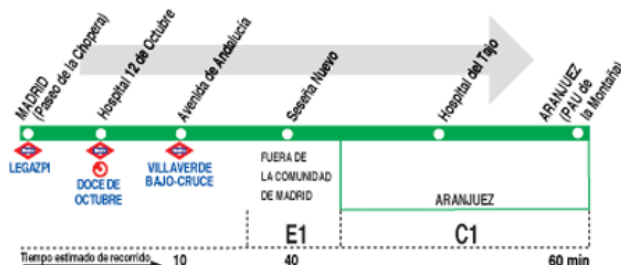 MADRID
(Paseo de la Chopera)
Hospital 12 de Octubre
Avenida de Andalucía
Seseña Nuevo
Hospital del Tajo
ARANJUEZ
(PAU de
la Montaña)
LEGAZPI
DOCE DE
OCTUBRE
VILLAVERDE
BAJO-CRUCE
FUERA DE
LA COMUNIDAD
DE MADRID
ARANJUEZ
E1
C1
Tiempo estimado de recorrido 10 40 60 min